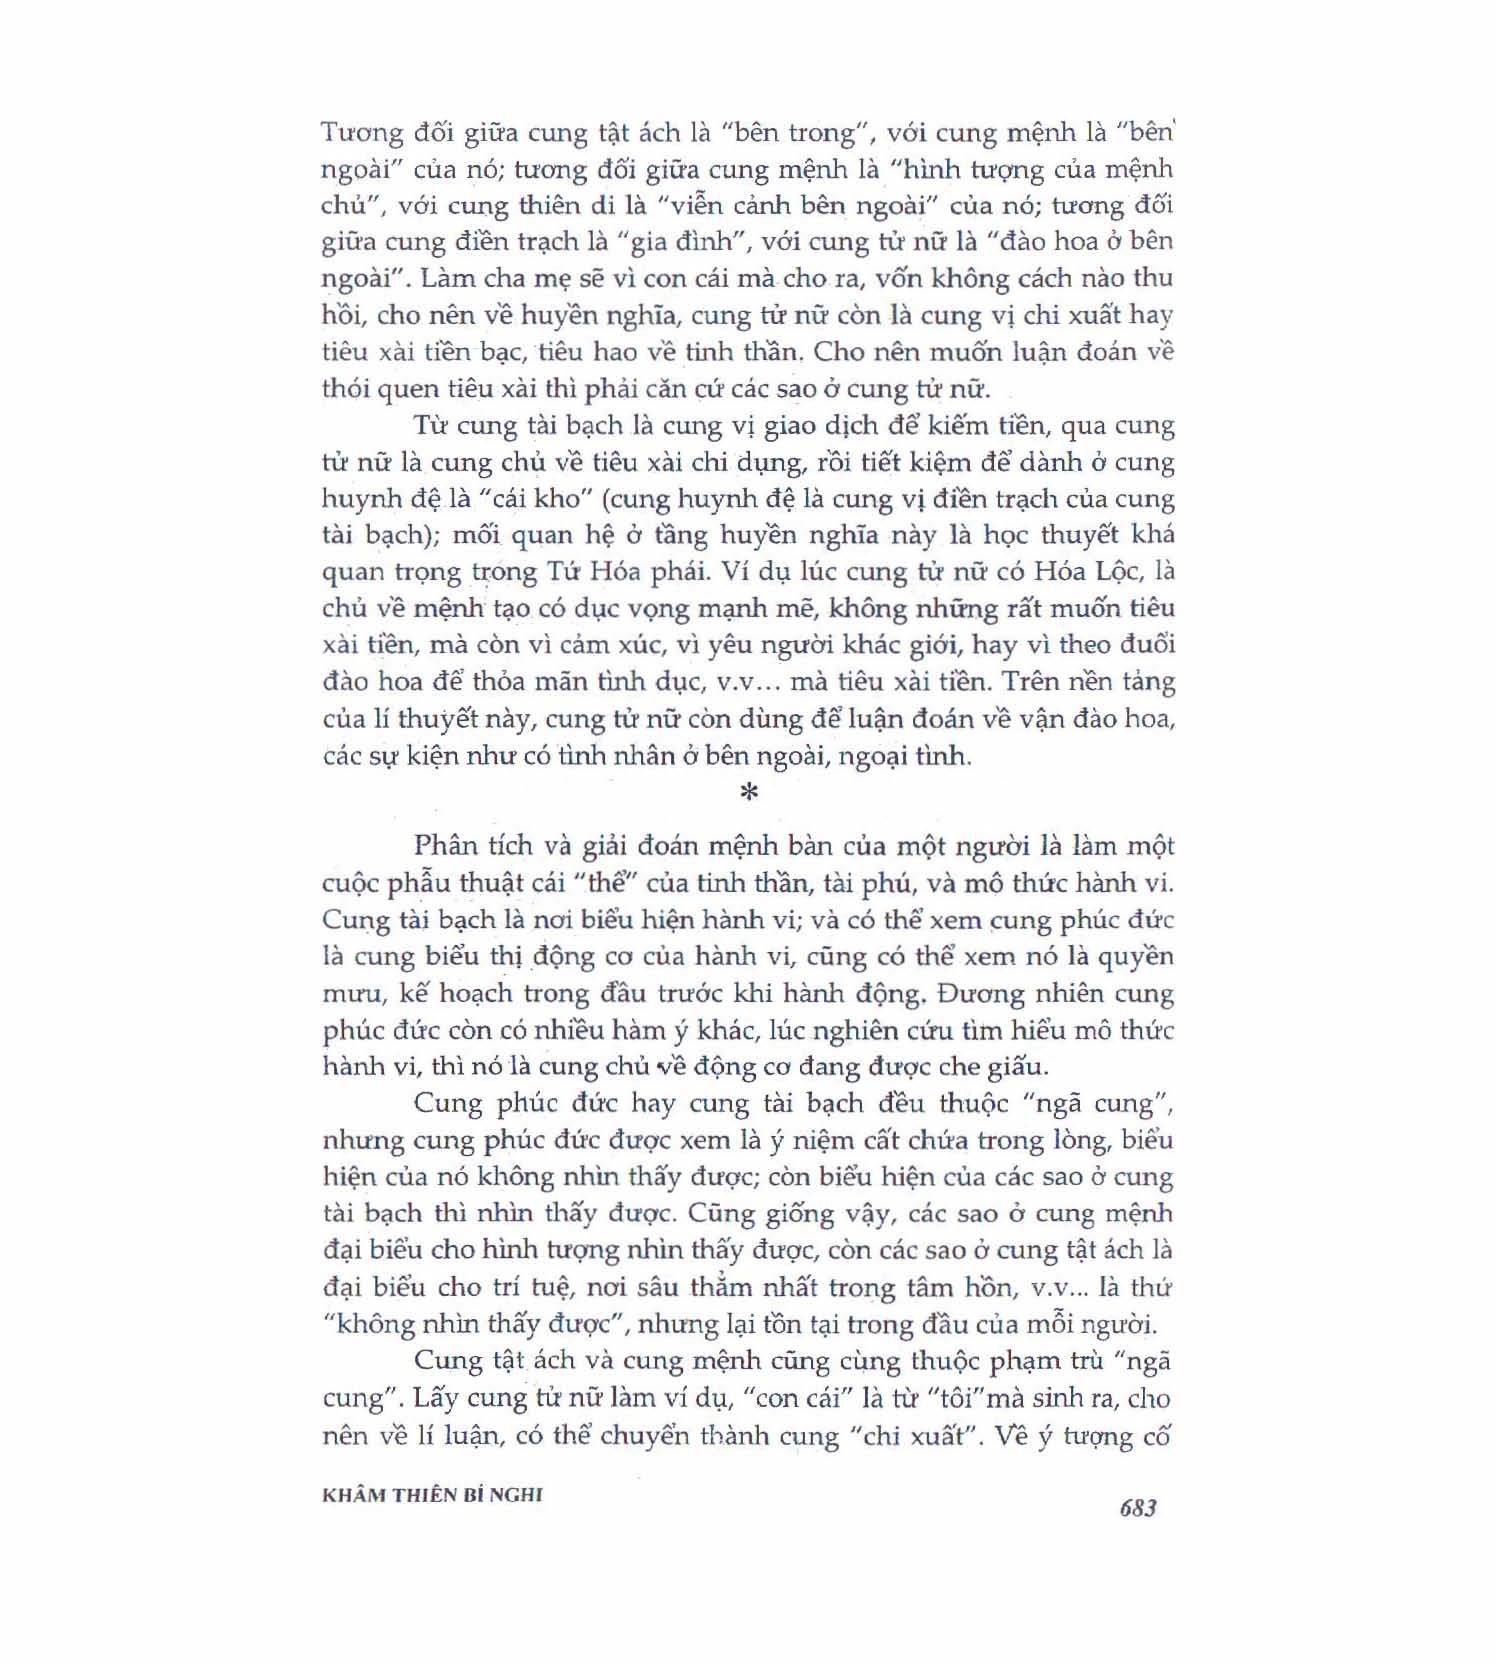 Tương đối giữa cung tật ách là "bên trong", với cung mệnh là "bên
ngoài" của nó; tương đối giữa cung mệnh là "hình tượng của mệnh
chủ", với cung thiên di là "viễn cảnh bên ngoài" của nó; tương đối
giữa cung điền trạch là "gia đình", với cung tử nữ là "đào hoa ở bên
ngoài". Làm cha mẹ sẽ vì con cái mà cho ra, vốn không cách nào thu
hồi, cho nên về huyền nghĩa, cung tử nữ còn là cung vị chi xuất hay
tiêu xài tiền bạc, tiêu hao về tinh thần. Cho nên muốn luận đoán về
thói quen tiêu xài thì phải căn cứ các sao ở cung tử nữ.
Từ cung tài bạch là cung vị giao dịch để kiếm tiền, qua cung
tử nữ là cung chủ về tiêu xài chi dụng, rồi tiết kiệm để dành ở cung
huynh đệ là "cái kho" (cung huynh đệ là cung vị điền trạch của cung
tài bạch); mối quan hệ ở tầng huyền nghĩa này là học thuyết khá
quan trọng trong Tứ Hóa phái. Ví dụ lúc cung tử nữ có Hóa Lộc, là
chủ về mệnh tạo có dục vọng mạnh mẽ, không những rất muốn tiêu
xài tiền, mà còn vì cảm xúc, vì yêu người khác giới, hay vì theo đuổi
đào hoa để thỏa mãn tình dục, v.v... mà tiêu xài tiền. Trên nền tảng
của lí thuyết này, cung tử nữ còn dùng để luận đoán về vận đào hoa,
các sự kiện như có tình nhân ở bên ngoài, ngoại tình.
*
Phân tích và giải đoán mệnh bàn của một người là làm một
cuộc phẫu thuật cái "thể" của tinh thần, tài phú, và mô thức hành vi.
Cung tài bạch là nơi biểu hiện hành vi; và có thể xem cung phúc đức
là cung biểu thị động cơ của hành vi, cũng có thể xem nó là quyền
mưu, kế hoạch trong đầu trước khi hành động. Đương nhiên cung
phúc đức còn có nhiều hàm ý khác, lúc nghiên cứu tìm hiểu mô thức
hành vi, thì nó là cung chủ về động cơ đang được che giấu.
Cung phúc đức hay cung tài bạch đều thuộc "ngã cung",
nhưng cung phúc đức được xem là ý niệm cất chứa trong lòng, biểu
hiện của nó không nhìn thấy được; còn biểu hiện của các sao ở cung
tài bạch thì nhìn thấy được. Cũng giống vậy, các sao ở cung mệnh
đại biểu cho hình tượng nhìn thấy được, còn các sao ở cung tật ách là
đại biểu cho trí tuệ, nơi sâu thẳm nhất trong tâm hồn, v.v... là thứ
"không nhìn thấy được", nhưng lại tồn tại trong đầu của mỗi người.
Cung tật ách và cung mệnh cũng cùng thuộc phạm trù "ngã
cung". Lấy cung tử nữ làm ví dụ, "con cái" là từ "tôi"mà sinh ra, cho
nên về lí luận, có thể chuyển thành cung "chi xuất". Về ý tượng cố
KHÂM THIÊN BÍ NGHI
683